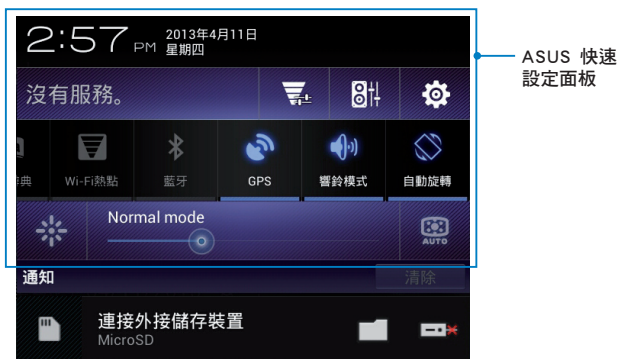 2:57 PM 2013年4月11日
星期四
ASUS 快速
設定面板
沒有服務。
Wi-Fi熱點 藍牙 GPS 響鈴模式 自動旋轉
Normal mode
AUTO
通知 清除
連接外接儲存裝置
MicroSD